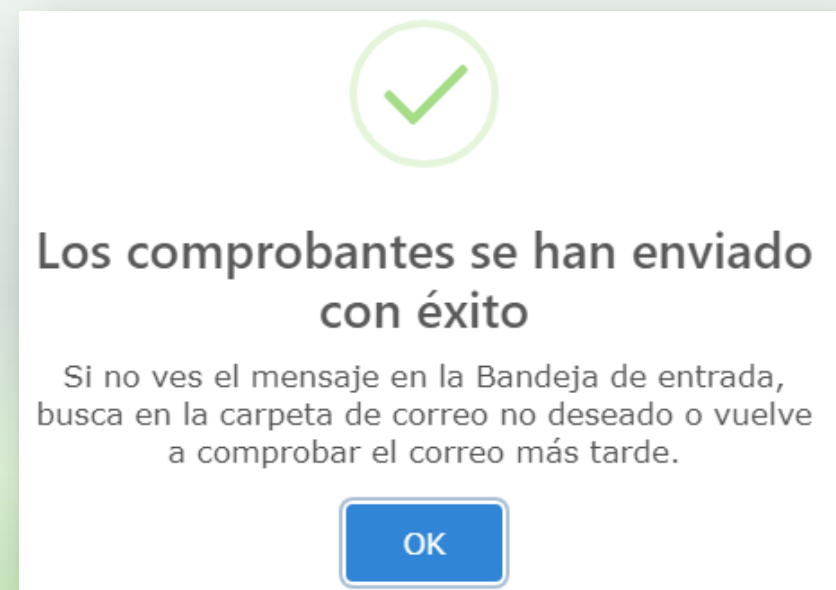 Los comprobantes se han enviado
con éxito
Si no ves el mensaje en la Bandeja de entrada,
busca en la carpeta de correo no deseado o vuelve
a comprobar el correo más tarde.
OK